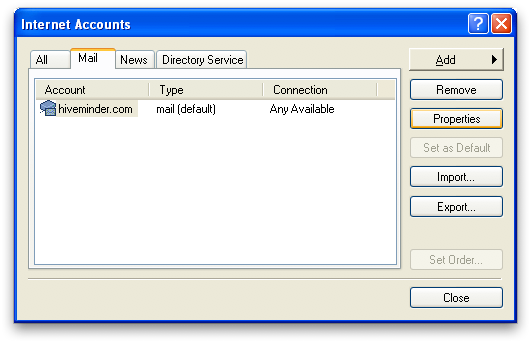 Internet Accounts
All Mail News Directory Service
Account Type Connection
hiveminder.com mail (default) Any Available
Add
Remove
Properties
Set as Default
Import...
Export...
Set Order...
Close